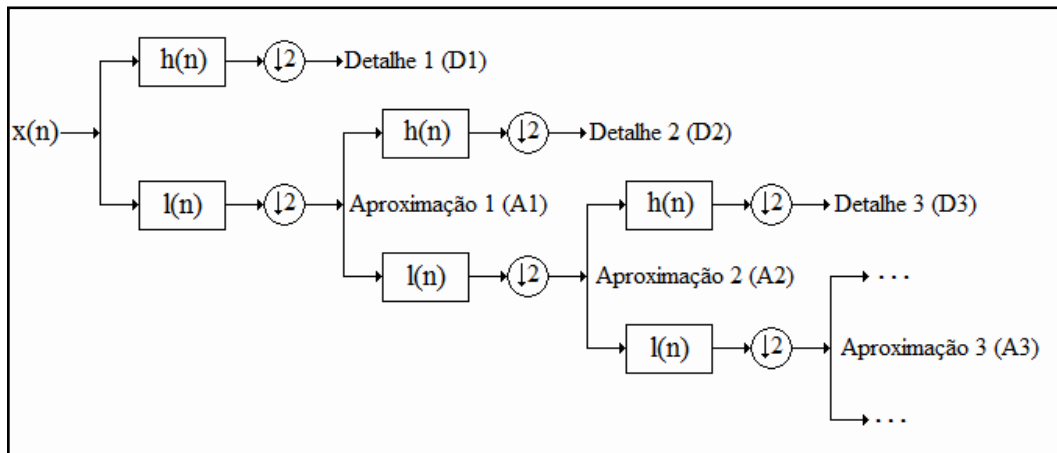 h(n) ↓2 Detalhe 1 (D1)
x(n)
h(n) ↓2 Detalhe 2 (D2)
l(n) ↓2 Aproximação 1 (A1)
h(n) ↓2 Detalhe 3 (D3)
l(n) ↓2 Aproximação 2 (A2)
...
l(n) ↓2 Aproximação 3 (A3)
...